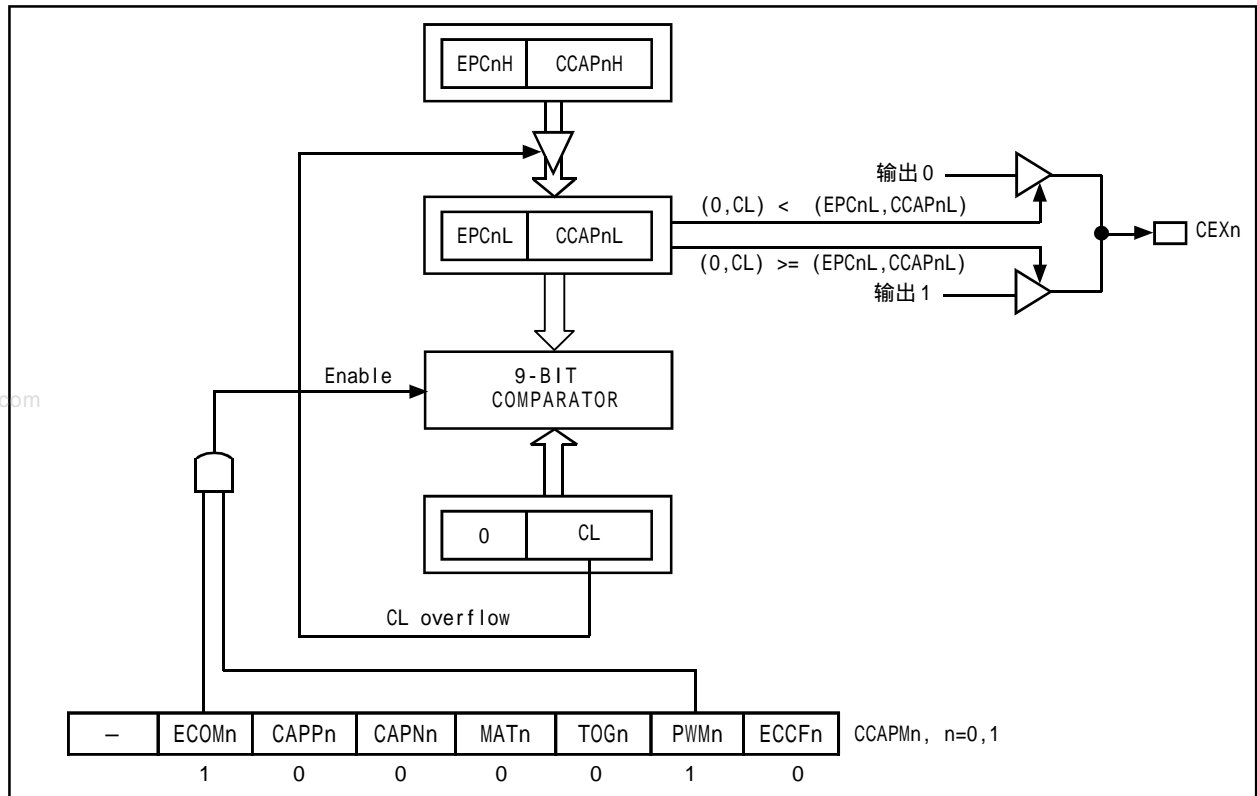 EPCnH CCAPnH
输出0
(0,CL) < (EPCnL,CCAPnL)
EPCnL CCAPnL
CEXn
(0,CL) >= (EPCnL,CCAPnL)
输出1
Enable
9-BIT
COMPARATOR
com
0 CL
CL overflow
— ECOMn CAPPn CAPNn MATn TOGn PWMn ECCFn CCAPMn, n=0,1
1 0 0 0 0 1 0